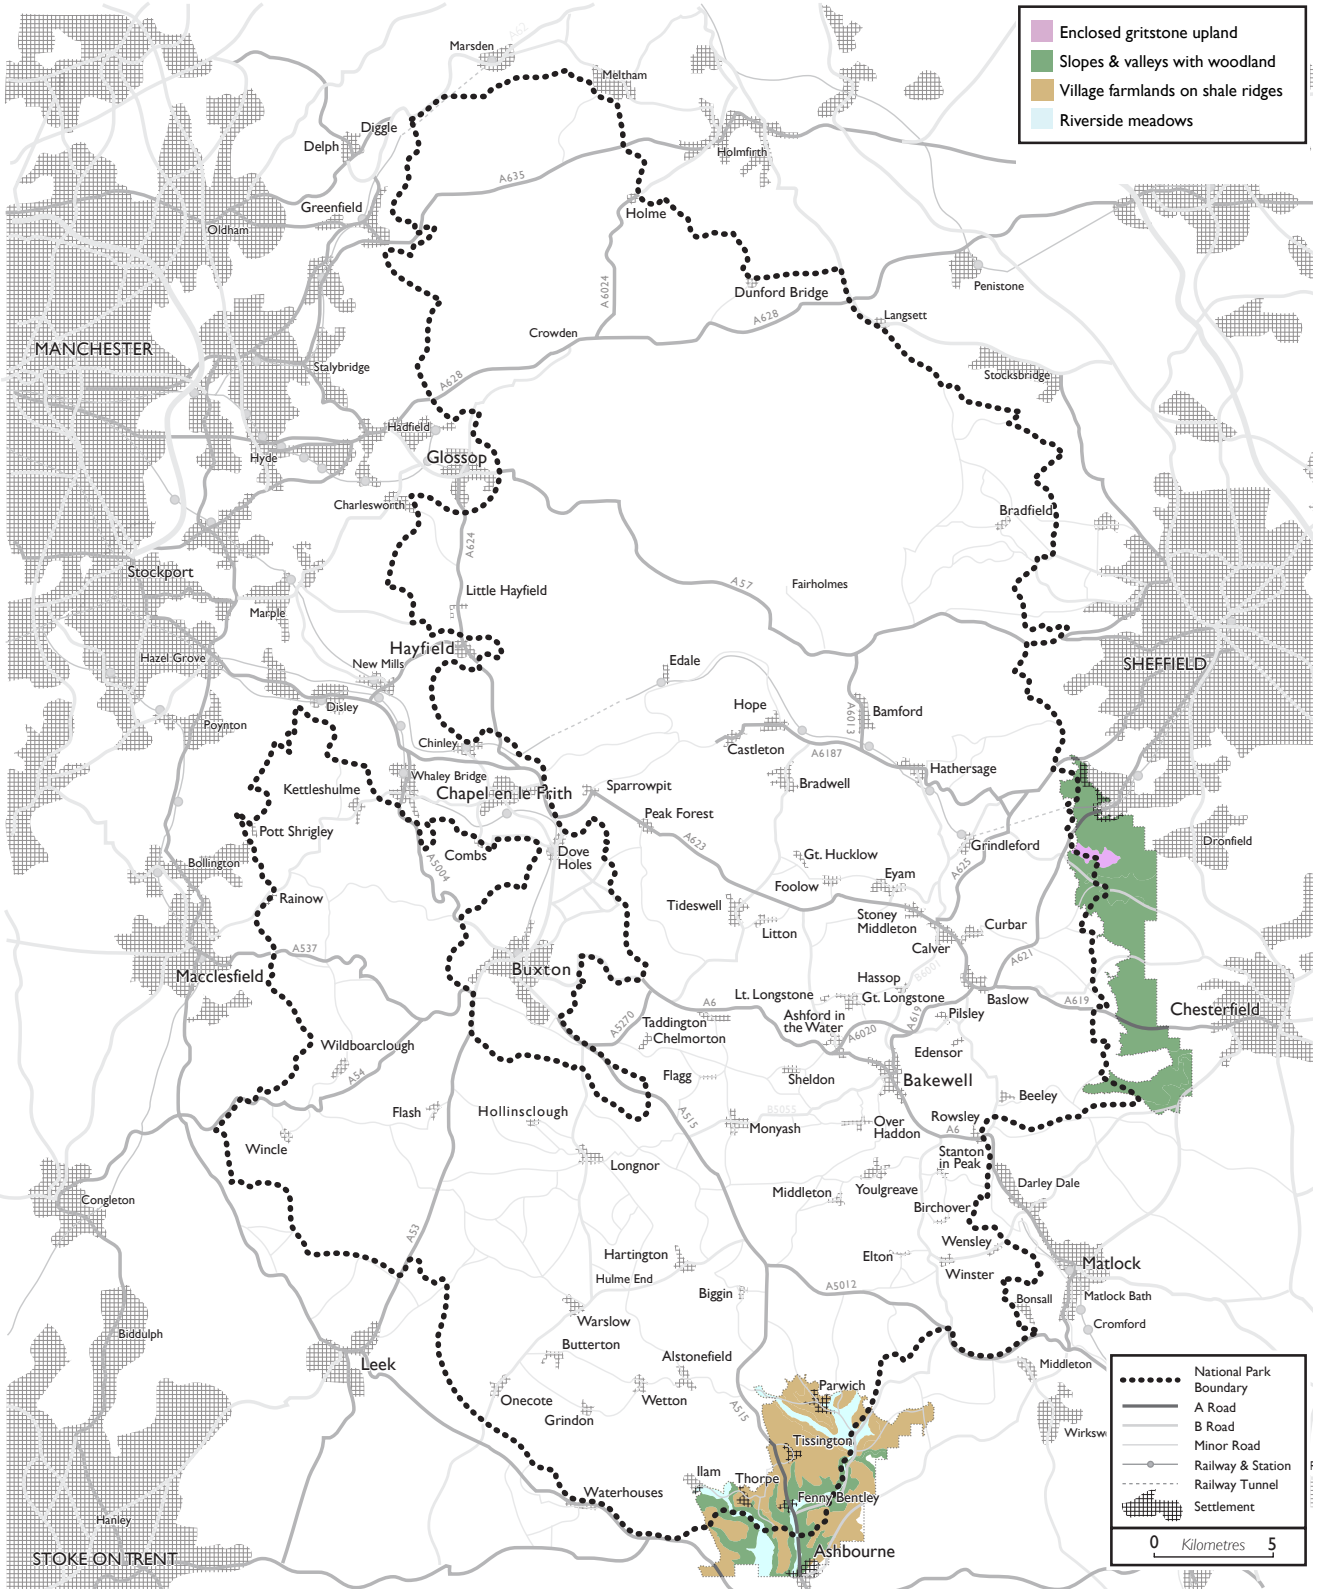 Enclosed gritstone upland
Slopes & valleys with woodland
Village farmlands on shale ridges
Riverside meadows
Marsden
A62
Meltham
Diggle
Delph
Holmfirth
A635
Greenfield
Holme
Oldham
Penistone
A6024
Dunford Bridge
Langsett
A628
Crowden
MANCHESTER
Stalybridge
Stocksbridge
A628
Hadfield
Hyde
Glossop
Charlesworth
Bradfield
A624
Stockport
A57
Fairholmes
Little Hayfield
Marple
Hayfield
Hazel Grove
New Mills
Edale
SHEFFIELD
Disley
Hope
Bamford
A6013
Poynton
Chinley
Castleton
A6187
Hathersage
Whaley Bridge
Kettleshulme
Chapel en le Frith
Sparrowpit
Bradwell
Peak Forest
Pott Shrigley
A623
Grindleford
Dronfield
Combs
Dove
Holes
Gt. Hucklow
A5004
Bollington
A625
Foolow
Eyam
Rainow
Tideswell
Stoney
Middleton
Litton
Curbar
Calver
A537
A621
Macclesfield
Buxton
Hassop
B6001
Lt. Longstone
Gt. Longstone
Baslow
A6
A619
Chesterfield
Taddington
Ashford in
the Water
A619
Pilsley
A5270
Chelmorton
A6020
Wildboarclough
Edensor
A54
Flagg
Sheldon
Bakewell
Beeley
Flash
Hollinsclough
B5055
A515
Monyash
Over
Haddon
Rowsley
A6
Wincle
Stanton
in Peak
Longnor
Darley Dale
Congleton
Middleton
Youlgreave
Birchover
A53
Wensley
Hartington
Elton
Matlock
Hulme End
Winster
Biggin
A5012
Matlock Bath
Bonsall
Warslow
Cromford
Biddulph
Butterton
Leek
Alstonefield
Middleton
Parwich
Onecote
Wetton
Grindon
A515
Wirksw
Tissington
Ilam
Thorpe
Waterhouses
Fenny Bentley
Hanley
Ashbourne
STOKE ON TRENT
National Park
Boundary
A Road
B Road
Minor Road
Railway & Station
Railway Tunnel
Settlement
0 Kilometres 5